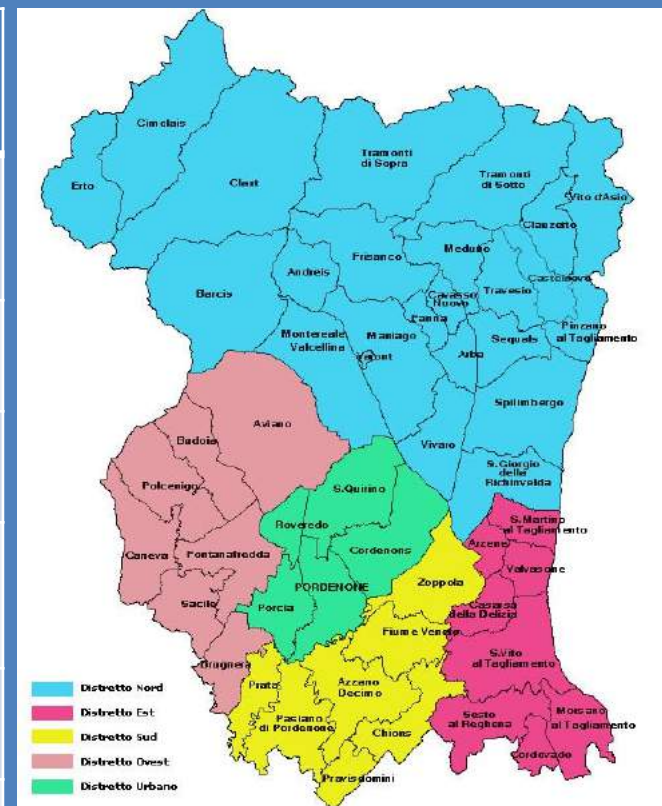 Cimolais
Erto
Claut
Tramonti
di Sopra
Tramonti
di Sotto
Vito d'Asio
Clauzetto
Barcis
Andreis
Frisanco
Meduno
Travesio
Castelnovo
Cavasso
Nuovo
Fanna
Pinzano
al Tagliamento
Montereale
Valcellina
Maniago
Vajont
Arba
Sequals
Spilimbergo
Vivaro
S.Giorgio
della
Richinvelda
Aviano
Budoia
Polcenigo
Caneva
Fontanafredda
Sacile
Brugnera
S.Quirino
Roveredo
Cordenons
PORDENONE
Porcia
S.Martino
al Tagliamento
Arzene
Valvasone
Zoppola
Casarsa
della Delizia
Fiume Veneto
S.Vito
al Tagliamento
Prata
Azzano
Decimo
Pasiano
di Pordenone
Chions
Pravisdomini
Sesto
al Reghena
Morsano
al Tagliamento
Cordovado
Distretto Nord
Distretto Est
Distretto Sud
Distretto Ovest
Distretto Urbano